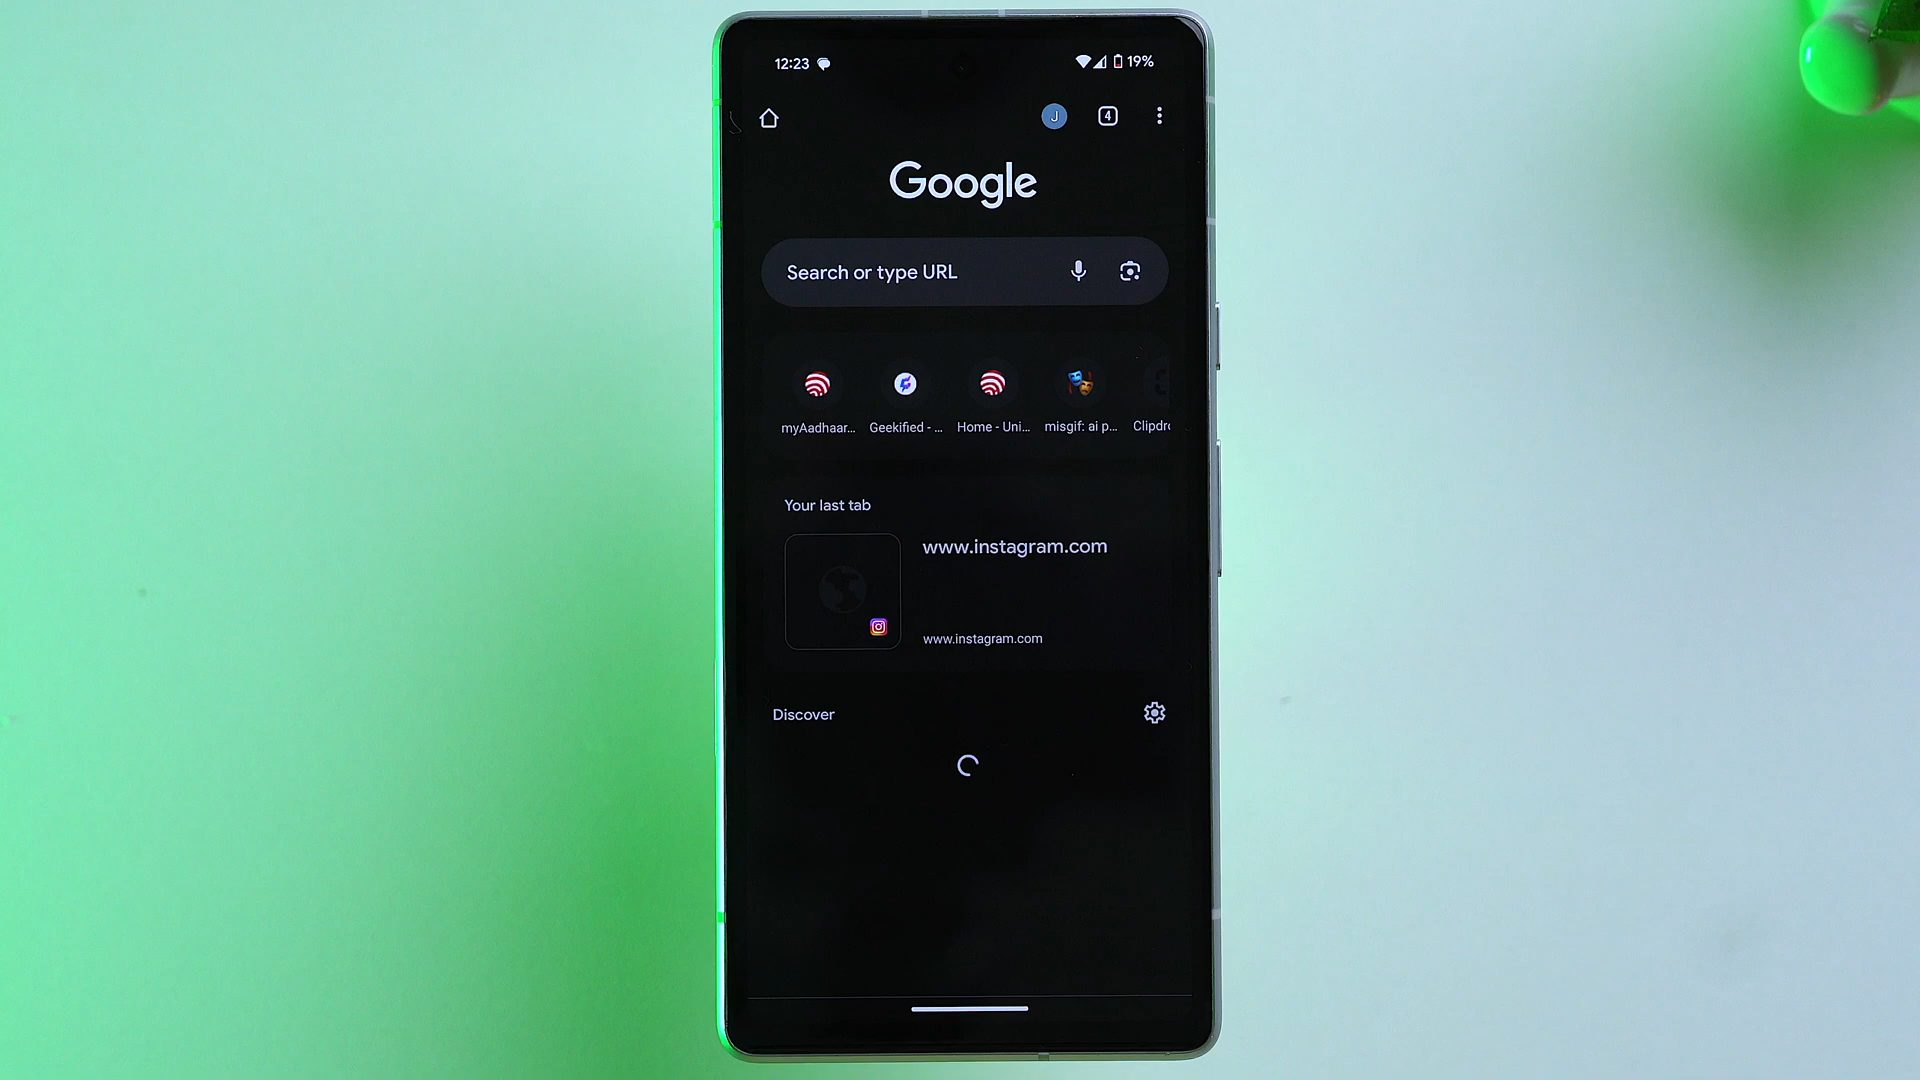 12:23
19%
J
4
Google
Search or type URL
myAadhaar... Geekified - ... Home - Uni... misgif: ai p... Clipdr
Your last tab
www.instagram.com
www.instagram.com
Discover